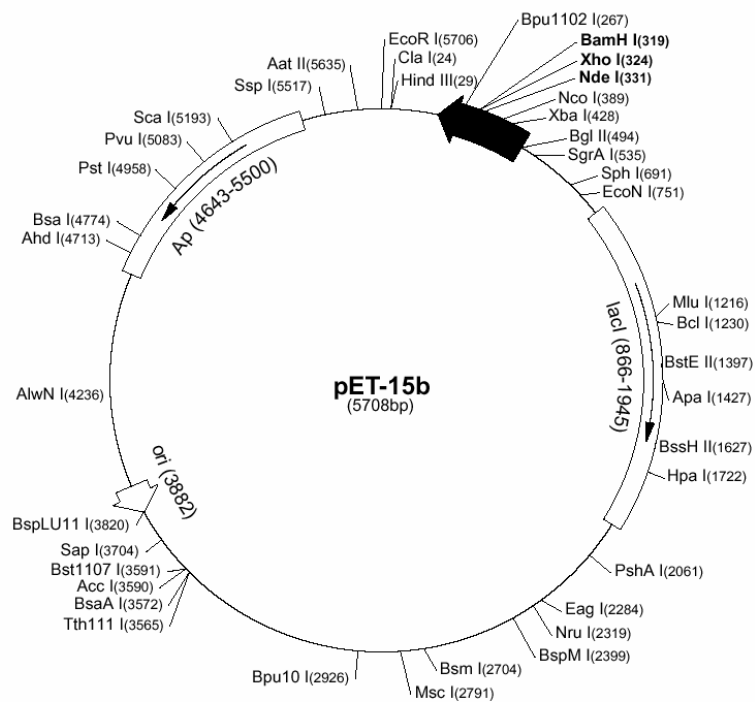 Bpu1102 I(267)
BamH I(319)
Xho I(324)
Nde I(331)
Nco I(389)
Xba I(428)
Bgl II(494)
SgrA I(535)
Sph I(691)
EcoN I(751)
EcoR I(5706)
Cla I(24)
Hind III(29)
Aat II(5635)
Ssp I(5517)
Sca I(5193)
Pvu I(5083)
Pst I(4958)
Bsa I(4774)
Ahd I(4713)
Ap (4643-5500)
lacI (866-1945)
Mlu I(1216)
Bcl I(1230)
BstE II(1397)
Apa I(1427)
BssH II(1627)
Hpa I(1722)
pET-15b
(5708bp)
AlwN I(4236)
ori (3882)
BspLU11 I(3820)
Sap I(3704)
Bst1107 I(3591)
Acc I(3590)
BsaA I(3572)
Tth111 I(3565)
PshA I(2061)
Eag I(2284)
Nru I(2319)
BspM I(2399)
Bsm I(2704)
Msc I(2791)
Bpu10 I(2926)